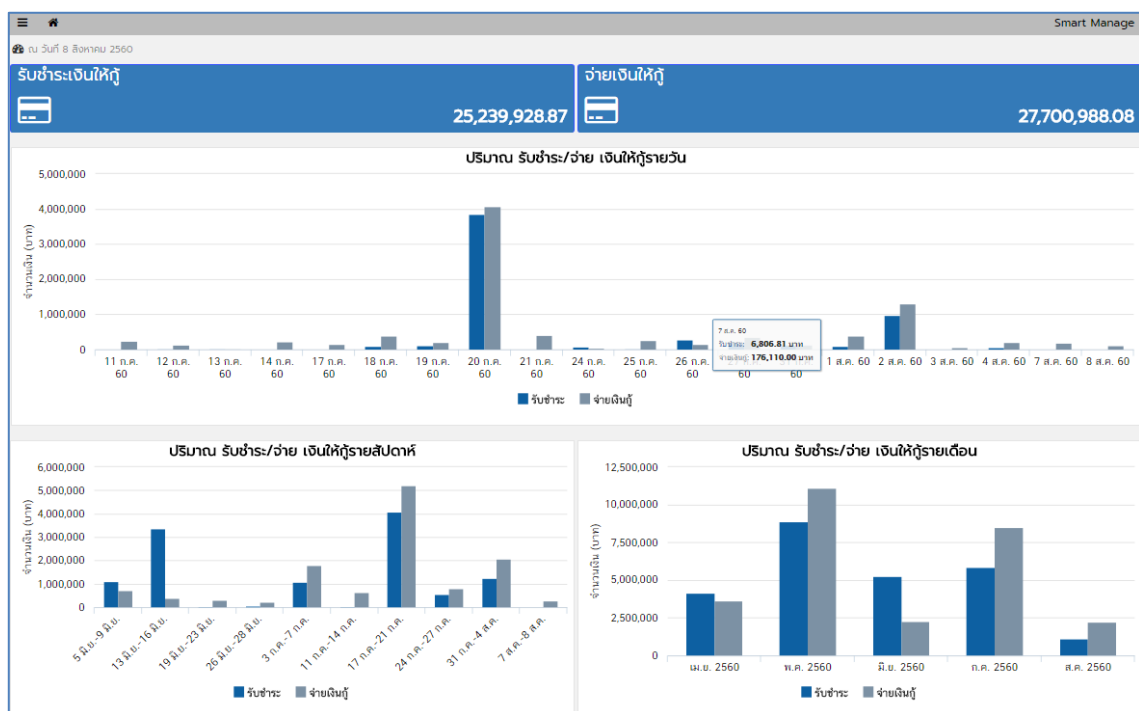 Smart Manage
ณ วันที่ 8 สิงหาคม 2560
รับชำระเงินให้กู้
25,239,928.87
จ่ายเงินให้กู้
27,700,988.08
ปริมาณ รับชำระ/จ่าย เงินให้กู้รายวัน
จำนวนเงิน (บาท)
5,000,000
4,000,000
3,000,000
2,000,000
1,000,000
0
11 ก.ค. 60
12 ก.ค. 60
13 ก.ค. 60
14 ก.ค. 60
17 ก.ค. 60
18 ก.ค. 60
19 ก.ค. 60
20 ก.ค. 60
21 ก.ค. 60
24 ก.ค. 60
25 ก.ค. 60
26 ก.ค. 60
60
60
1 ส.ค. 60
2 ส.ค. 60
3 ส.ค. 60
4 ส.ค. 60
7 ส.ค. 60
8 ส.ค. 60
7 ส.ค. 60
รับชำระ: 6,806.81 บาท
จ่ายเงินกู้: 176,110.00 บาท
รับชำระ จ่ายเงินกู้
ปริมาณ รับชำระ/จ่าย เงินให้กู้รายสัปดาห์
จำนวนเงิน (บาท)
6,000,000
5,000,000
4,000,000
3,000,000
2,000,000
1,000,000
0
5 มิ.ย.-9 มิ.ย.
13 มิ.ย.-16 มิ.ย.
19 มิ.ย.-23 มิ.ย.
26 มิ.ย.-28 มิ.ย.
3 ก.ค.-7 ก.ค.
11 ก.ค.-14 ก.ค.
17 ก.ค.-21 ก.ค.
24 ก.ค.-27 ก.ค.
31 ก.ค.-4 ส.ค.
7 ส.ค.-8 ส.ค.
รับชำระ จ่ายเงินกู้
ปริมาณ รับชำระ/จ่าย เงินให้กู้รายเดือน
จำนวนเงิน (บาท)
12,500,000
10,000,000
7,500,000
5,000,000
2,500,000
0
เม.ย. 2560
พ.ค. 2560
มิ.ย. 2560
ก.ค. 2560
ส.ค. 2560
รับชำระ จ่ายเงินกู้